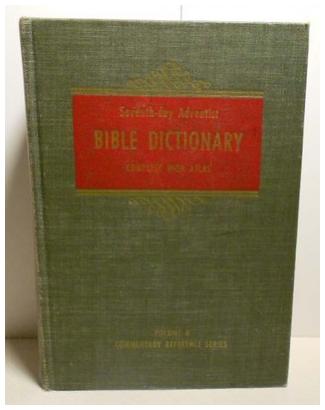 Seventh-day Adventist
BIBLE DICTIONARY
COMPLETE WITH ATLAS
VOLUME 8
COMMENTARY REFERENCE SERIES